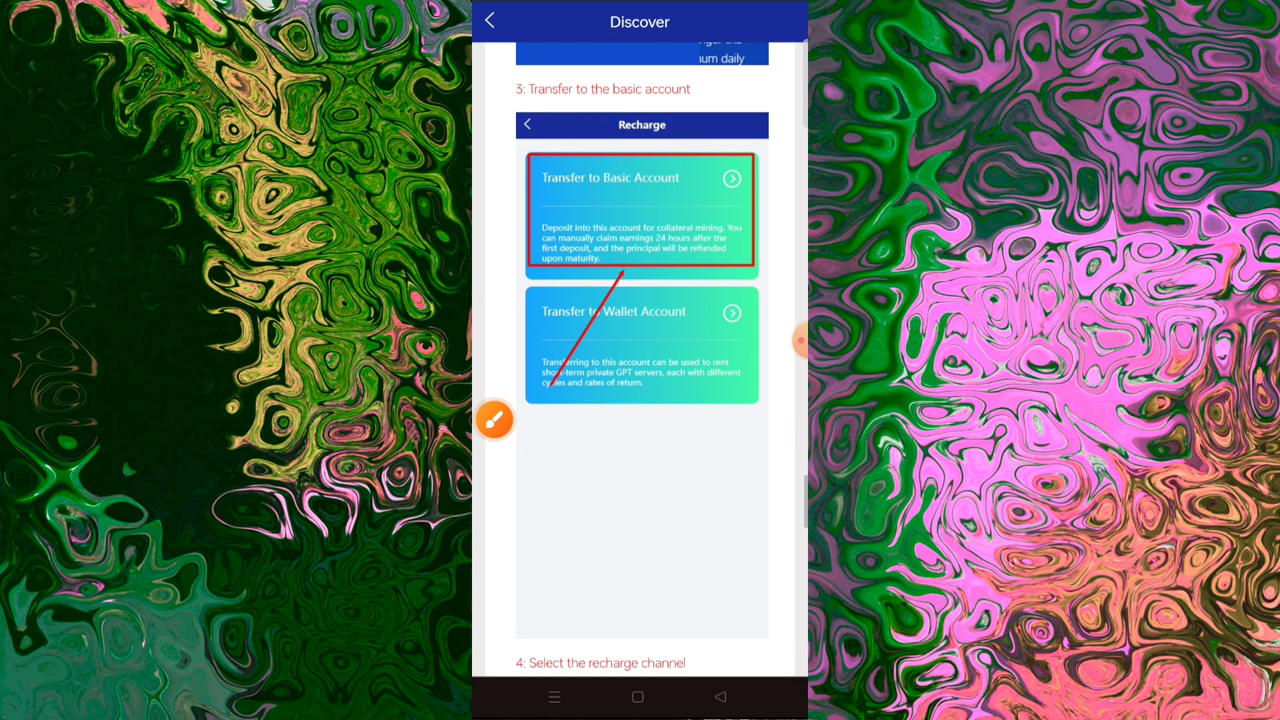 Discover
um daily
3: Transfer to the basic account
Recharge
Transfer to Basic Account
Deposit into this account for collateral mining. You
can manually claim earnings 24 hours after the
first deposit, and the principal will be refunded
upon maturity.
Transfer to Wallet Account
Transferring to this account can be used to rent
short-term private GPT servers, each with different
cycles and rates of return.
4: Select the recharge channel